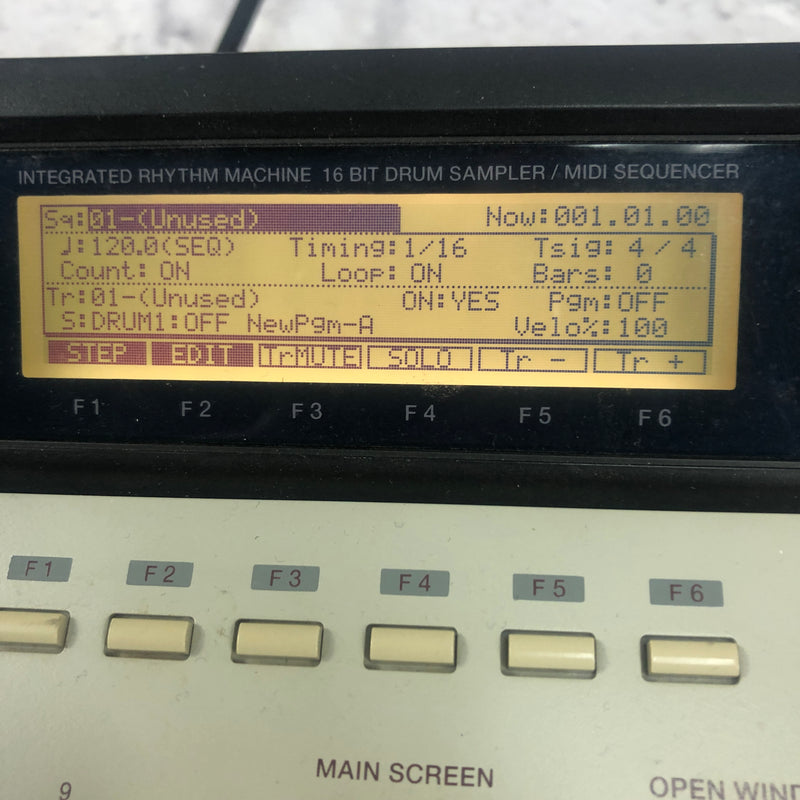 INTEGRATED RHYTHM MACHINE 16 BIT DRUM SAMPLER / MIDI SEQUENCER
Sq:01-(Unused) Now:001.01.00
♩:120.0(SEQ) Timing:1/16 Tsig: 4/4
Count: ON Loop: ON Bars: 0
Tr:01-(Unused) ON:YES Pgm:OFF
S:DRUM1:OFF NewPgm-A Velo%:100
STEP EDIT TrMUTE SOLO Tr - Tr +
F1 F2 F3 F4 F5 F6
F1 F2 F3 F4 F5 F6
MAIN SCREEN
9 OPEN WIND